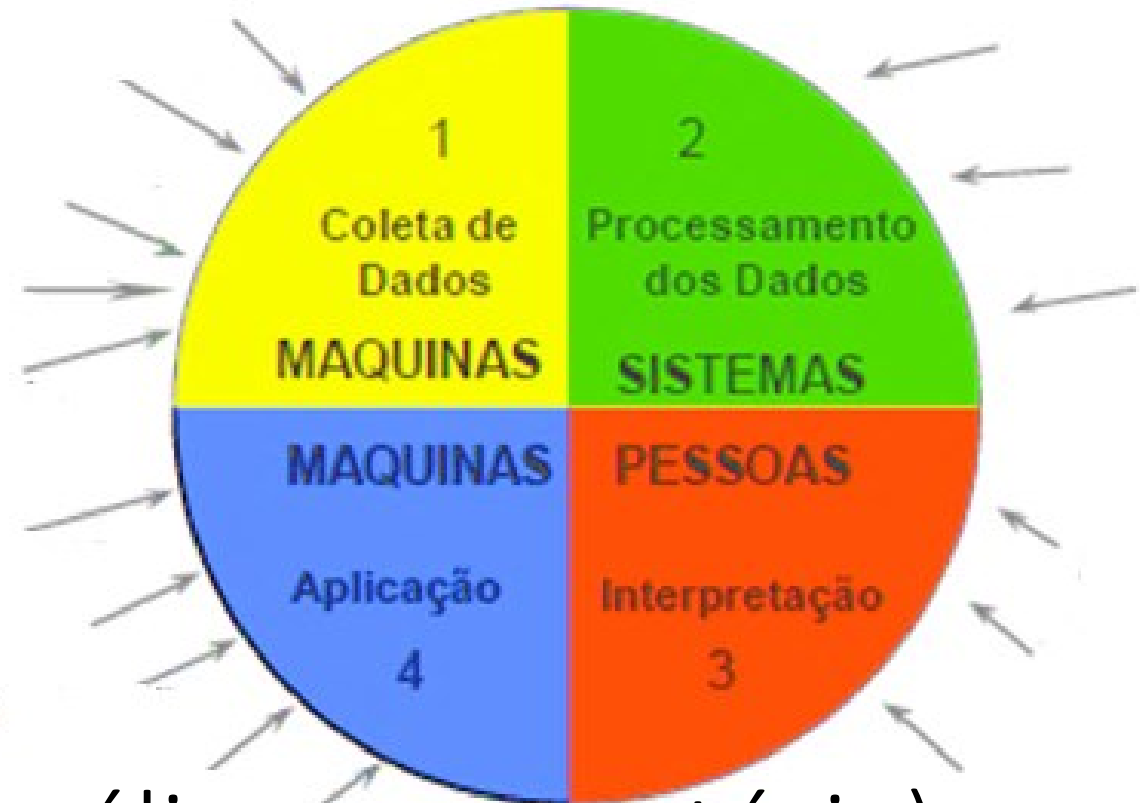 1
Coleta de
Dados
MAQUINAS
2
Processamento
dos Dados
SISTEMAS
PESSOAS
Interpretação
3
MAQUINAS
Aplicação
4